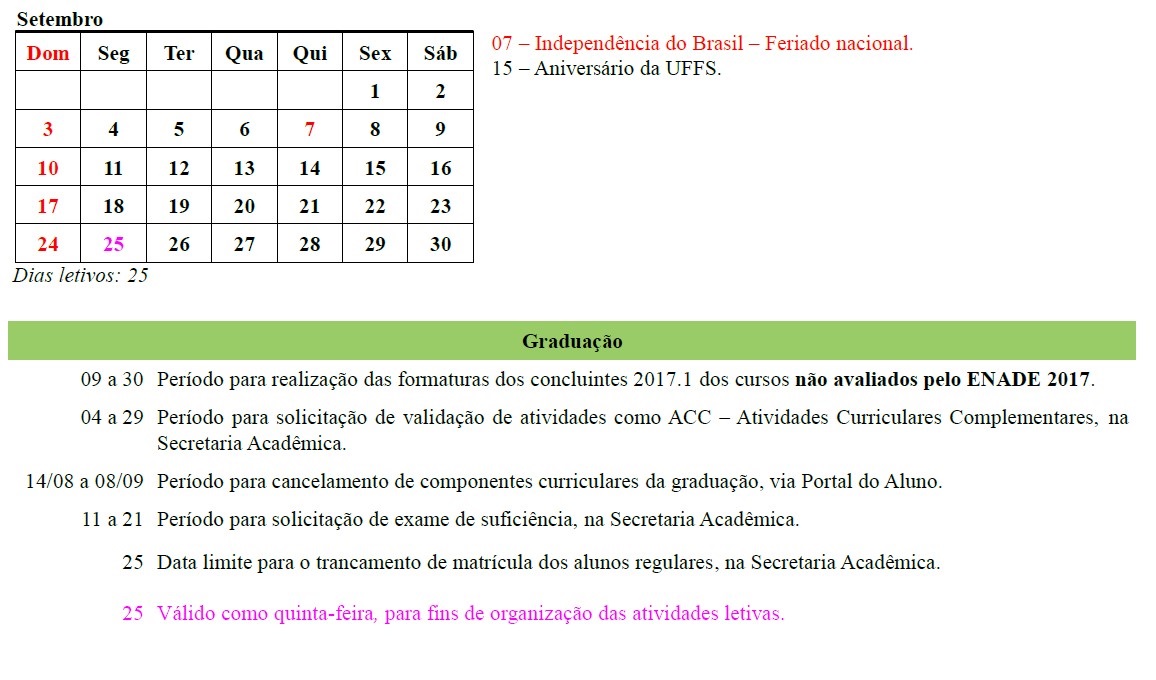 Setembro
Dom Seg Ter Qua Qui Sex Sáb
1 2
3 4 5 6 7 8 9
10 11 12 13 14 15 16
17 18 19 20 21 22 23
24 25 26 27 28 29 30
Dias letivos: 25
07 – Independência do Brasil – Feriado nacional.
15 – Aniversário da UFFS.
Graduação
09 a 30 Período para realização das formaturas dos concluintes 2017.1 dos cursos não avaliados pelo ENADE 2017.
04 a 29 Período para solicitação de validação de atividades como ACC – Atividades Curriculares Complementares, na
Secretaria Acadêmica.
14/08 a 08/09 Período para cancelamento de componentes curriculares da graduação, via Portal do Aluno.
11 a 21 Período para solicitação de exame de suficiência, na Secretaria Acadêmica.
25 Data limite para o trancamento de matrícula dos alunos regulares, na Secretaria Acadêmica.
25 Válido como quinta-feira, para fins de organização das atividades letivas.